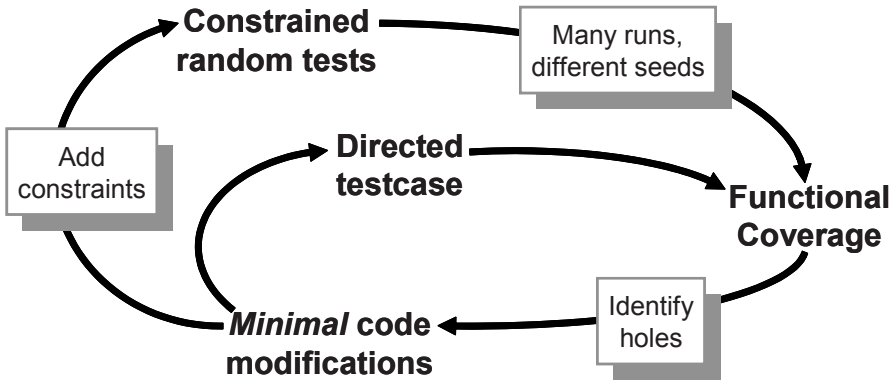 Constrained
random tests
Many runs,
different seeds
Add
constraints
Directed
testcase
Functional
Coverage
Identify
holes
Minimal code
modifications